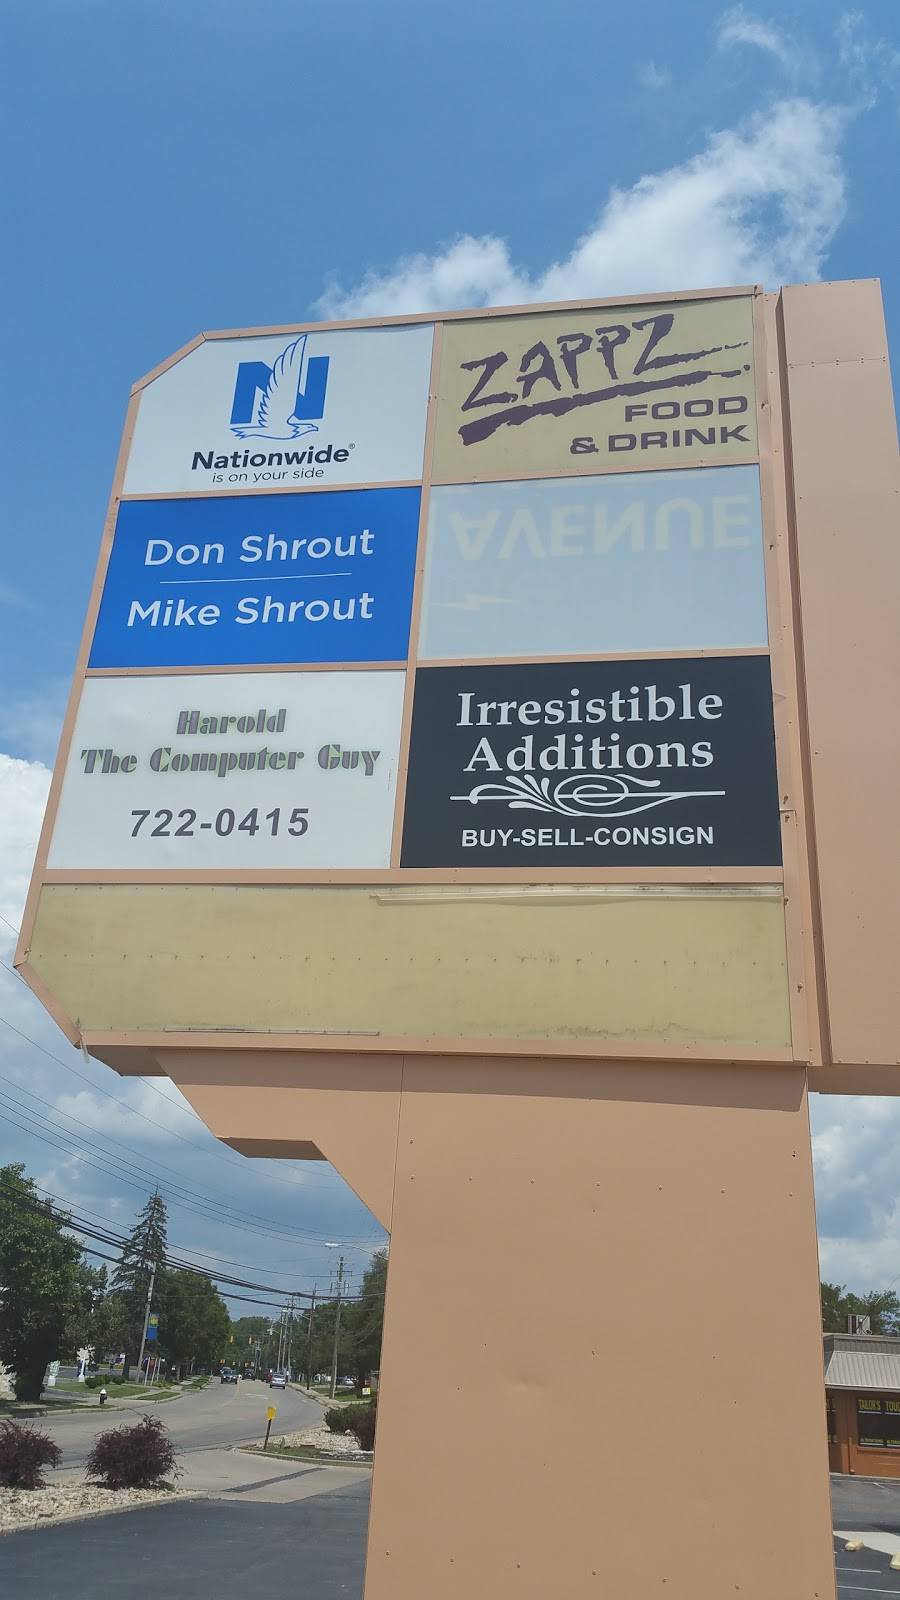 Nationwide®
is on your side
ZAPPZ
FOOD
& DRINK
Don Shrout
Mike Shrout
AVENUE
Harold
The Computer Guy
722-0415
Irresistible
Additions
BUY-SELL-CONSIGN
TAILOR'S